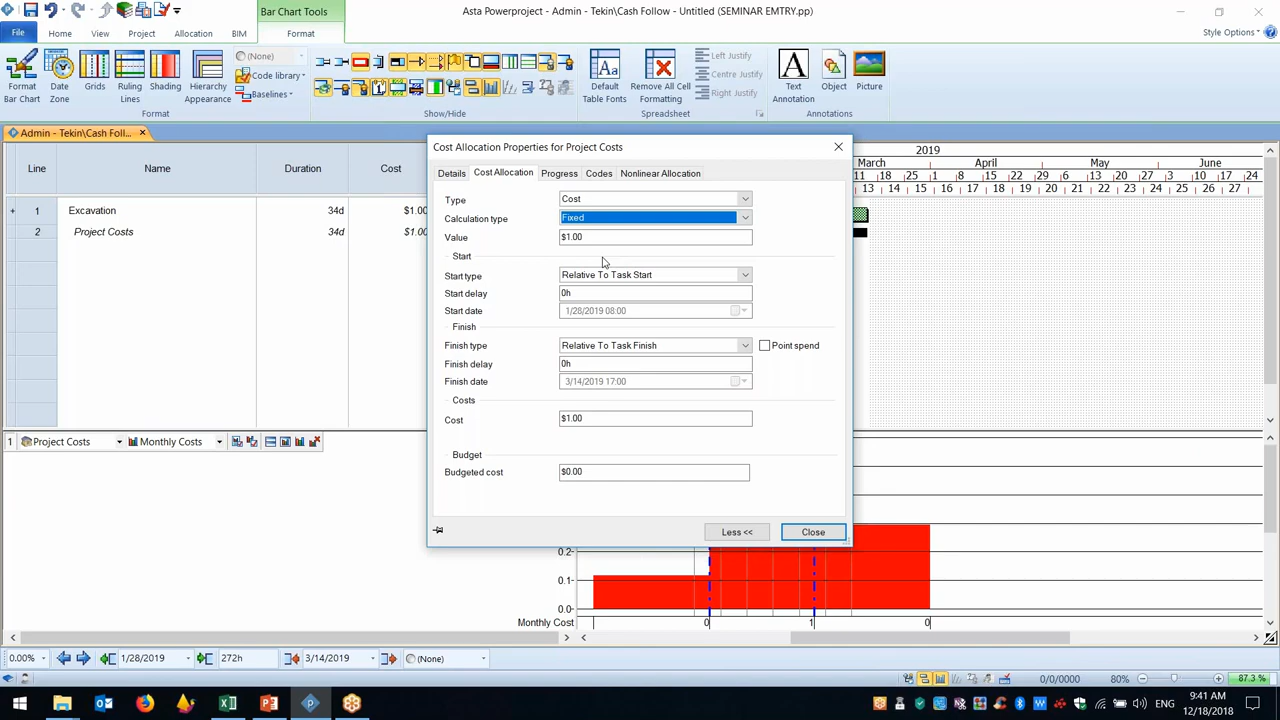 Bar Chart Tools
Asta Powerproject - Admin - Tekin\Cash Follow - Untitled (SEMINAR EMTRY.pp)
File Home View Project Allocation BIM Format Style Options
Format Bar Chart
Date Zone
Grids
Ruling Lines
Shading
Hierarchy Appearance
(None)
Code library
Baselines
Default Table Fonts
Remove All Cell Formatting
Left Justify
Centre Justify
Right Justify
Text Annotation
Object
Picture
Format Show/Hide Spreadsheet Annotations
Admin - Tekin\Cash Follow...
Line Name Duration Cost
1 Excavation 34d $1.00
2 Project Costs 34d $1.00
2019
March April May June
11 18 25 1 8 15 22 29 6 13 20 27 3 10 17 24
13 20 27 3 10 17 24 1 8 15 22 29 5 12 19 26
Cost Allocation Properties for Project Costs
Details Cost Allocation Progress Codes Nonlinear Allocation
Type Cost
Calculation type Fixed
Value $1.00
Start
Start type Relative To Task Start
Start delay 0h
Start date 1/28/2019 08:00
Finish
Finish type Relative To Task Finish Point spend
Finish delay 0h
Finish date 3/14/2019 17:00
Costs
Cost $1.00
Budget
Budgeted cost $0.00
Less << Close
1 Project Costs Monthly Costs
0.2
0.1
0.0
Monthly Cost 0 1 0
0.00% 1/28/2019 272h 3/14/2019 (None)
0/0/0000 80% 87.3 %
ENG 9:41 AM
12/18/2018